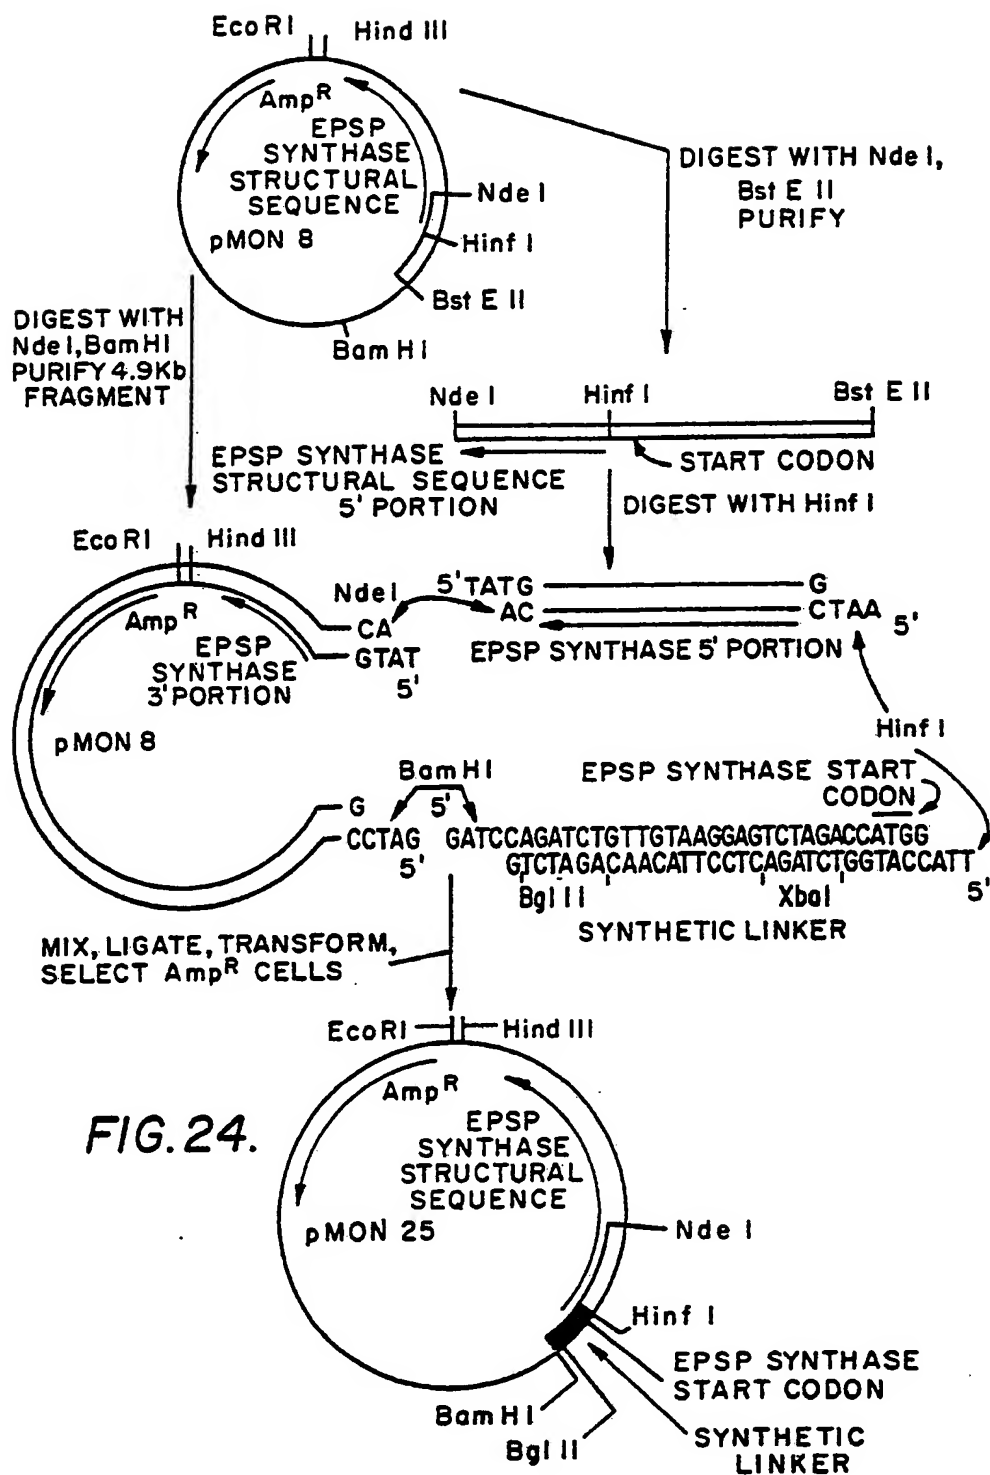 EcoRI Hind III
AmpR
EPSP
SYNTHASE
STRUCTURAL
SEQUENCE
pMON 8
Nde I
Hinf I
Bst E II
Bam HI
DIGEST WITH Nde I,
Bst E II
PURIFY
DIGEST WITH
Nde I, Bam HI
PURIFY 4.9Kb
FRAGMENT
Nde I Hinf I Bst E II
EPSP SYNTHASE
STRUCTURAL SEQUENCE
5' PORTION
START CODON
DIGEST WITH Hinf I
EcoRI Hind III
AmpR
EPSP
SYNTHASE
3' PORTION
pMON 8
Nde I
CA
GTAT
5'
5' TATG G
AC CTAA 5'
EPSP SYNTHASE 5' PORTION
Hinf I
EPSP SYNTHASE START
CODON
Bam HI
G 5'
CCTAG GATCCAGATCTGTTGTAAGGAGTCTAGACCATGG
5' GTCTAGACAACATTCCTCAGATCTGGTACCATT 5'
Bgl II XbaI
SYNTHETIC LINKER
MIX, LIGATE, TRANSFORM,
SELECT AmpR CELLS
EcoRI Hind III
AmpR
EPSP
SYNTHASE
STRUCTURAL
SEQUENCE
pMON 25
Nde I
Hinf I
EPSP SYNTHASE
START CODON
Bam HI
Bgl II
SYNTHETIC
LINKER
FIG. 24.